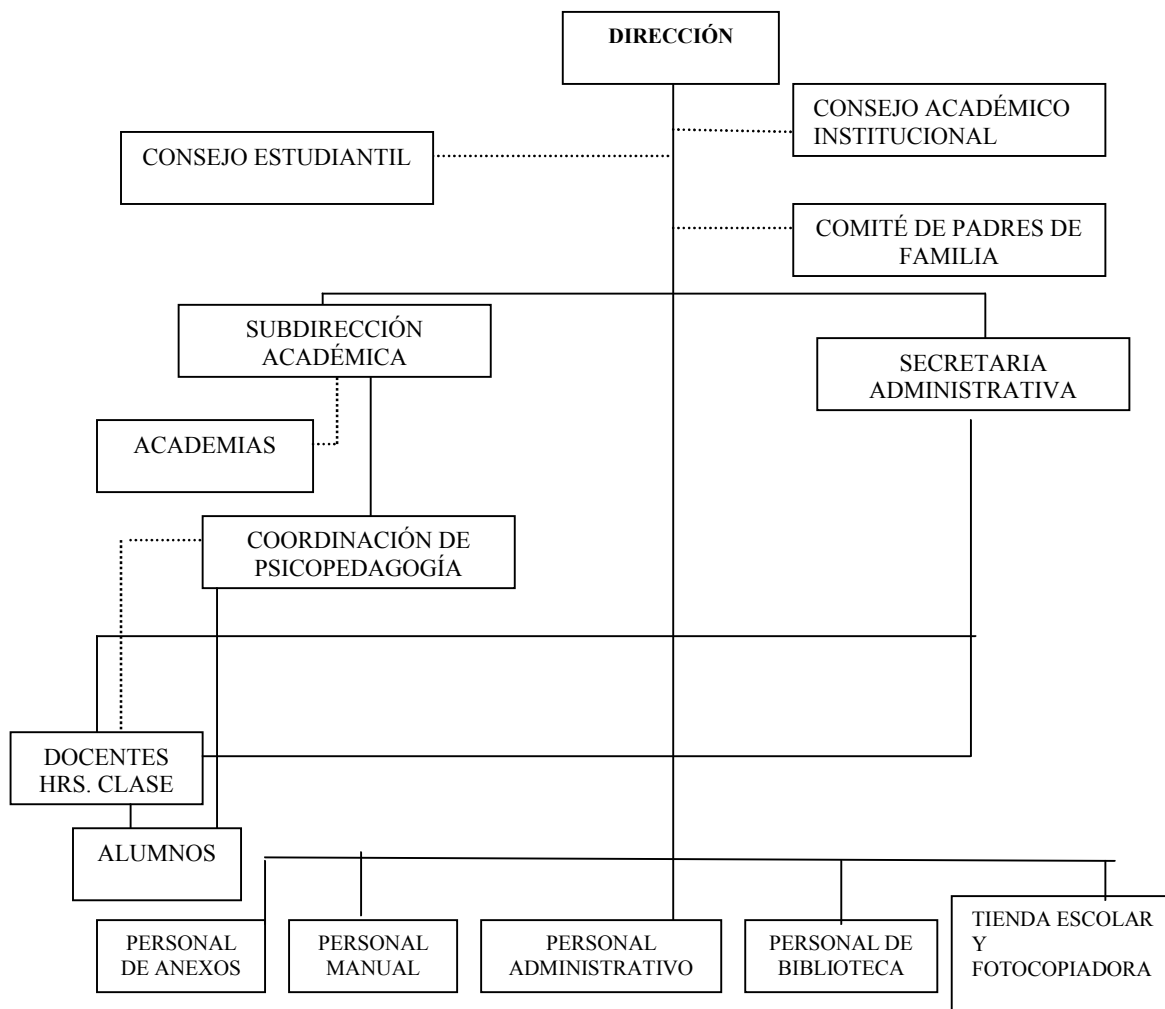 DIRECCIÓN
CONSEJO ACADÉMICO
INSTITUCIONAL
CONSEJO ESTUDIANTIL
COMITÉ DE PADRES DE
FAMILIA
SUBDIRECCIÓN
ACADÉMICA
SECRETARIA
ADMINISTRATIVA
ACADEMIAS
COORDINACIÓN DE
PSICOPEDAGOGÍA
DOCENTES
HRS. CLASE
ALUMNOS
PERSONAL
DE ANEXOS
PERSONAL
MANUAL
PERSONAL
ADMINISTRATIVO
PERSONAL DE
BIBLIOTECA
TIENDA ESCOLAR
Y
FOTOCOPIADORA